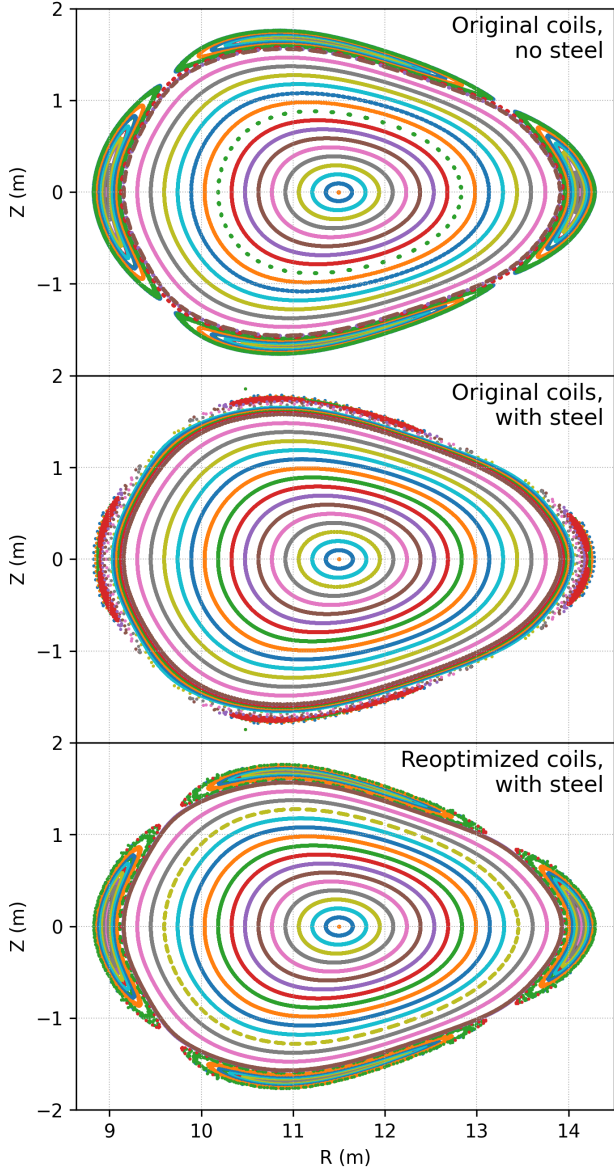 2
Original coils,
no steel
1
0
−1
Z (m)
2
Original coils,
with steel
1
0
−1
Z (m)
2
Reoptimized coils,
with steel
1
0
−1
−2
Z (m)
9 10 11 12 13 14
R (m)